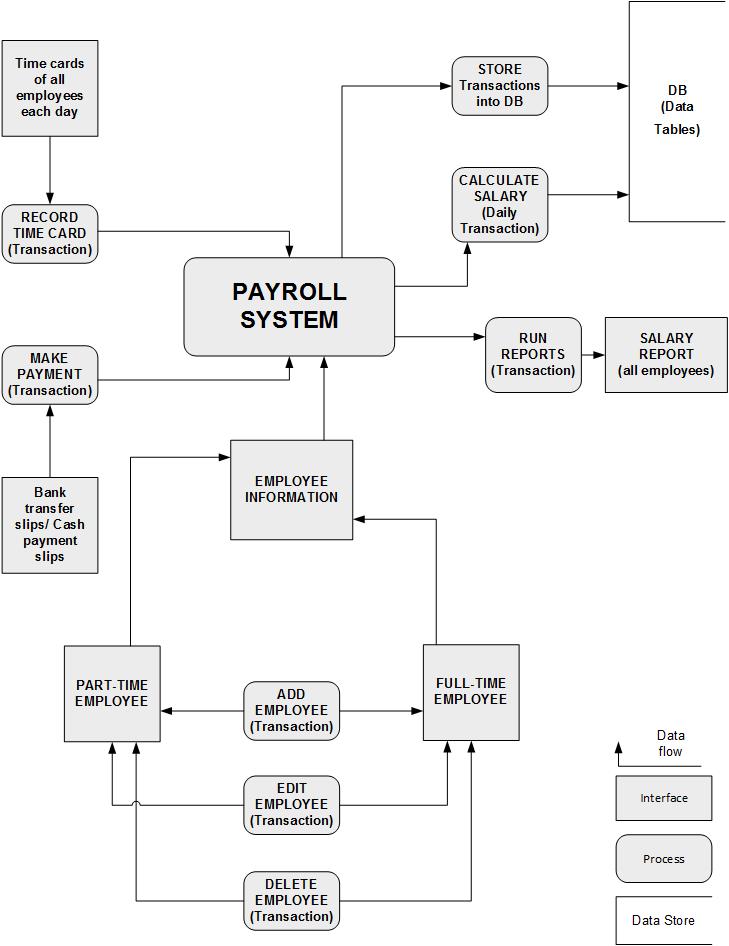 Time cards
of all
employees
each day
STORE
Transactions
into DB
DB
(Data
Tables)
RECORD
TIME CARD
(Transaction)
CALCULATE
SALARY
(Daily
Transaction)
PAYROLL
SYSTEM
MAKE
PAYMENT
(Transaction)
RUN
REPORTS
(Transaction)
SALARY
REPORT
(all employees)
Bank
transfer
slips/ Cash
payment
slips
EMPLOYEE
INFORMATION
PART-TIME
EMPLOYEE
ADD
EMPLOYEE
(Transaction)
FULL-TIME
EMPLOYEE
EDIT
EMPLOYEE
(Transaction)
DELETE
EMPLOYEE
(Transaction)
Data
flow
Interface
Process
Data Store